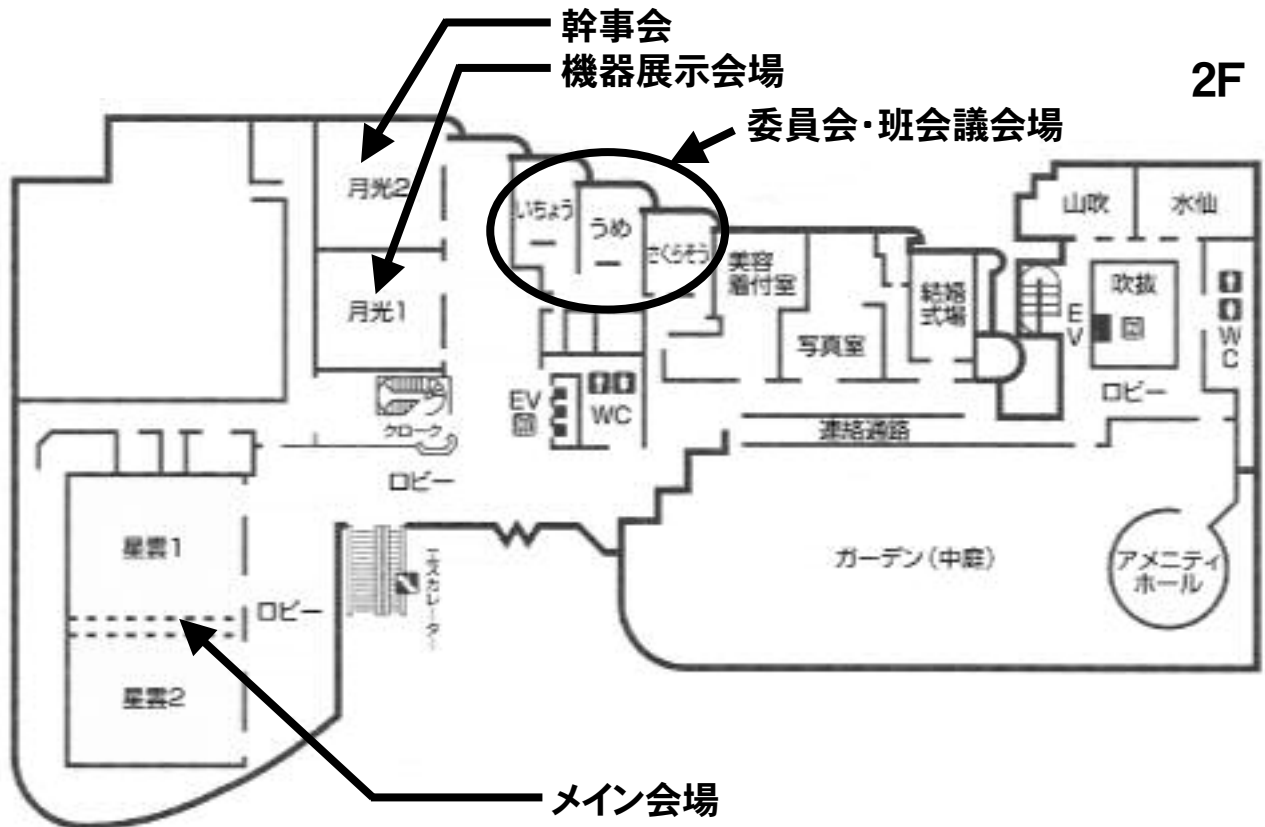 幹事会
機器展示会場
2F
委員会・班会議会場
月光2
いちょう
うめ
さくらそう
山吹
水仙
美容
着付室
結婚
式場
吹抜
月光1
写真室
EV
WC
ロビー
EV
WC
クローク
連絡通路
ロビー
星雲1
エスカレーター
ガーデン(中庭)
アメニティ
ホール
ロビー
星雲2
メイン会場